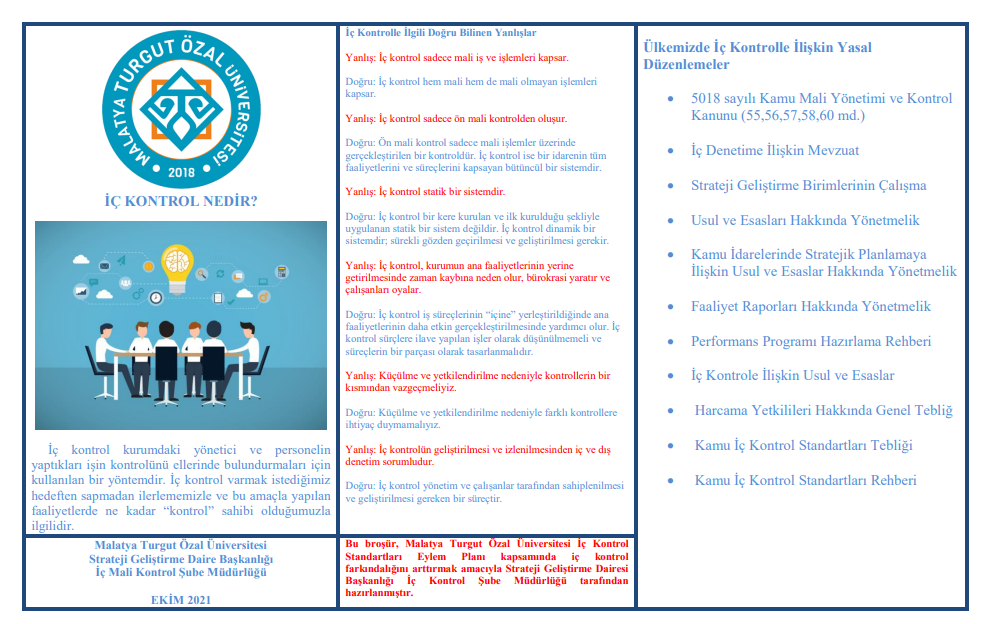 MALATYA TURGUT ÖZAL ÜNİVERSİTESİ
2018
İÇ KONTROL NEDİR?
İç kontrol kurumdaki yönetici ve personelin
yaptıkları işin kontrolünü ellerinde bulundurmaları için
kullanılan bir yöntemdir. İç kontrol varmak istediğimiz
hedeften sapmadan ilerlememizle ve bu amaçla yapılan
faaliyetlerde ne kadar “kontrol” sahibi olduğumuzla
ilgilidir.
Malatya Turgut Özal Üniversitesi
Strateji Geliştirme Daire Başkanlığı
İç Mali Kontrol Şube Müdürlüğü
EKİM 2021
İç Kontrolle İlgili Doğru Bilinen Yanlışlar
Yanlış: İç kontrol sadece mali iş ve işlemleri kapsar.
Doğru: İç kontrol hem mali hem de mali olmayan işlemleri
kapsar.
Yanlış: İç kontrol sadece ön mali kontrolden oluşur.
Doğru: Ön mali kontrol sadece mali işlemler üzerinde
gerçekleştirilen bir kontroldür. İç kontrol ise bir idarenin tüm
faaliyetlerini ve süreçlerini kapsayan bütüncül bir sistemdir.
Yanlış: İç kontrol statik bir sistemdir.
Doğru: İç kontrol bir kere kurulan ve ilk kurulduğu şekliyle
uygulanan statik bir sistem değildir. İç kontrol dinamik bir
sistemdir; sürekli gözden geçirilmesi ve geliştirilmesi gerekir.
Yanlış: İç kontrol, kurumun ana faaliyetlerinin yerine
getirilmesinde zaman kaybına neden olur, bürokrasi yaratır ve
çalışanları oyalar.
Doğru: İç kontrol iş süreçlerinin “içine” yerleştirildiğinde ana
faaliyetlerinin daha etkin gerçekleştirilmesinde yardımcı olur. İç
kontrol sürçlere ilave yapılan işler olarak düşünülmemeli ve
süreçlerin bir parçası olarak tasarlanmalıdır.
Yanlış: Küçülme ve yetkilendirilme nedeniyle kontrollerin bir
kısmından vazgeçmeliyiz.
Doğru: Küçülme ve yetkilendirilme nedeniyle farklı kontrollere
ihtiyaç duymamalıyız.
Yanlış: İç kontrolün geliştirilmesi ve izlenilmesinden iç ve dış
denetim sorumludur.
Doğru: İç kontrol yönetim ve çalışanlar tarafından sahiplenilmesi
ve geliştirilmesi gereken bir süreçtir.
Bu broşür, Malatya Turgut Özal Üniversitesi İç Kontrol
Standartları Eylem Planı kapsamında iç kontrol
farkındalığını arttırmak amacıyla Strateji Geliştirme Dairesi
Başkanlığı İç Kontrol Şube Müdürlüğü tarafından
hazırlanmıştır.
Ülkemizde İç Kontrolle İlişkin Yasal
Düzenlemeler
• 5018 sayılı Kamu Mali Yönetimi ve Kontrol
Kanunu (55,56,57,58,60 md.)
• İç Denetime İlişkin Mevzuat
• Strateji Geliştirme Birimlerinin Çalışma
• Usul ve Esasları Hakkında Yönetmelik
• Kamu İdarelerinde Stratejik Planlamaya
İlişkin Usul ve Esaslar Hakkında Yönetmelik
• Faaliyet Raporları Hakkında Yönetmelik
• Performans Programı Hazırlama Rehberi
• İç Kontrole İlişkin Usul ve Esaslar
• Harcama Yetkilileri Hakkında Genel Tebliğ
• Kamu İç Kontrol Standartları Tebliği
• Kamu İç Kontrol Standartları Rehberi